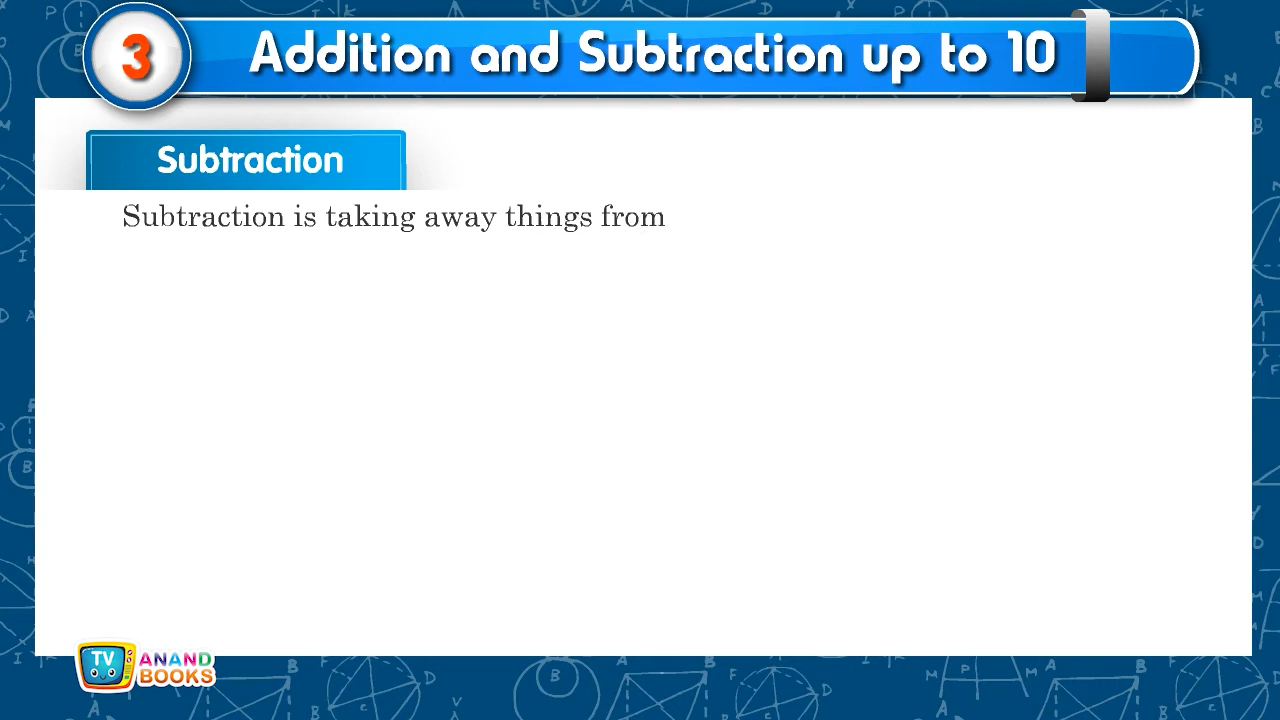 3
Addition and Subtraction up to 10
Subtraction
Subtraction is taking away things from
TV
ANAND
BOOKS